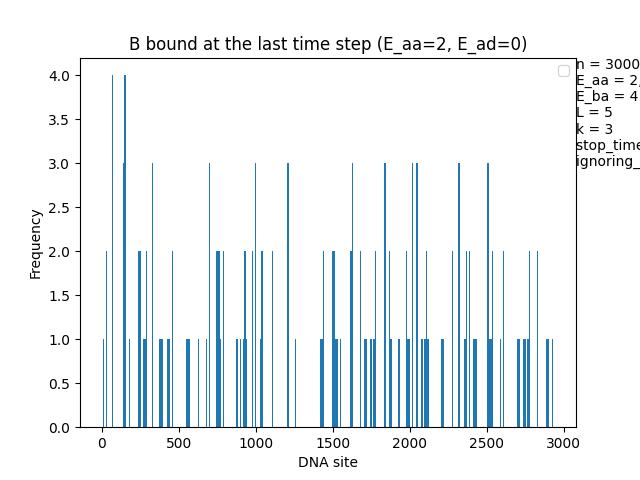 B bound at the last time step (E_aa=2, E_ad=0)
n = 3000
E_aa = 2,
E_ba = 4
L = 5
k = 3
stop_time
ignoring_
Frequency
4.0
3.5
3.0
2.5
2.0
1.5
1.0
0.5
0.0
0 500 1000 1500 2000 2500 3000
DNA site